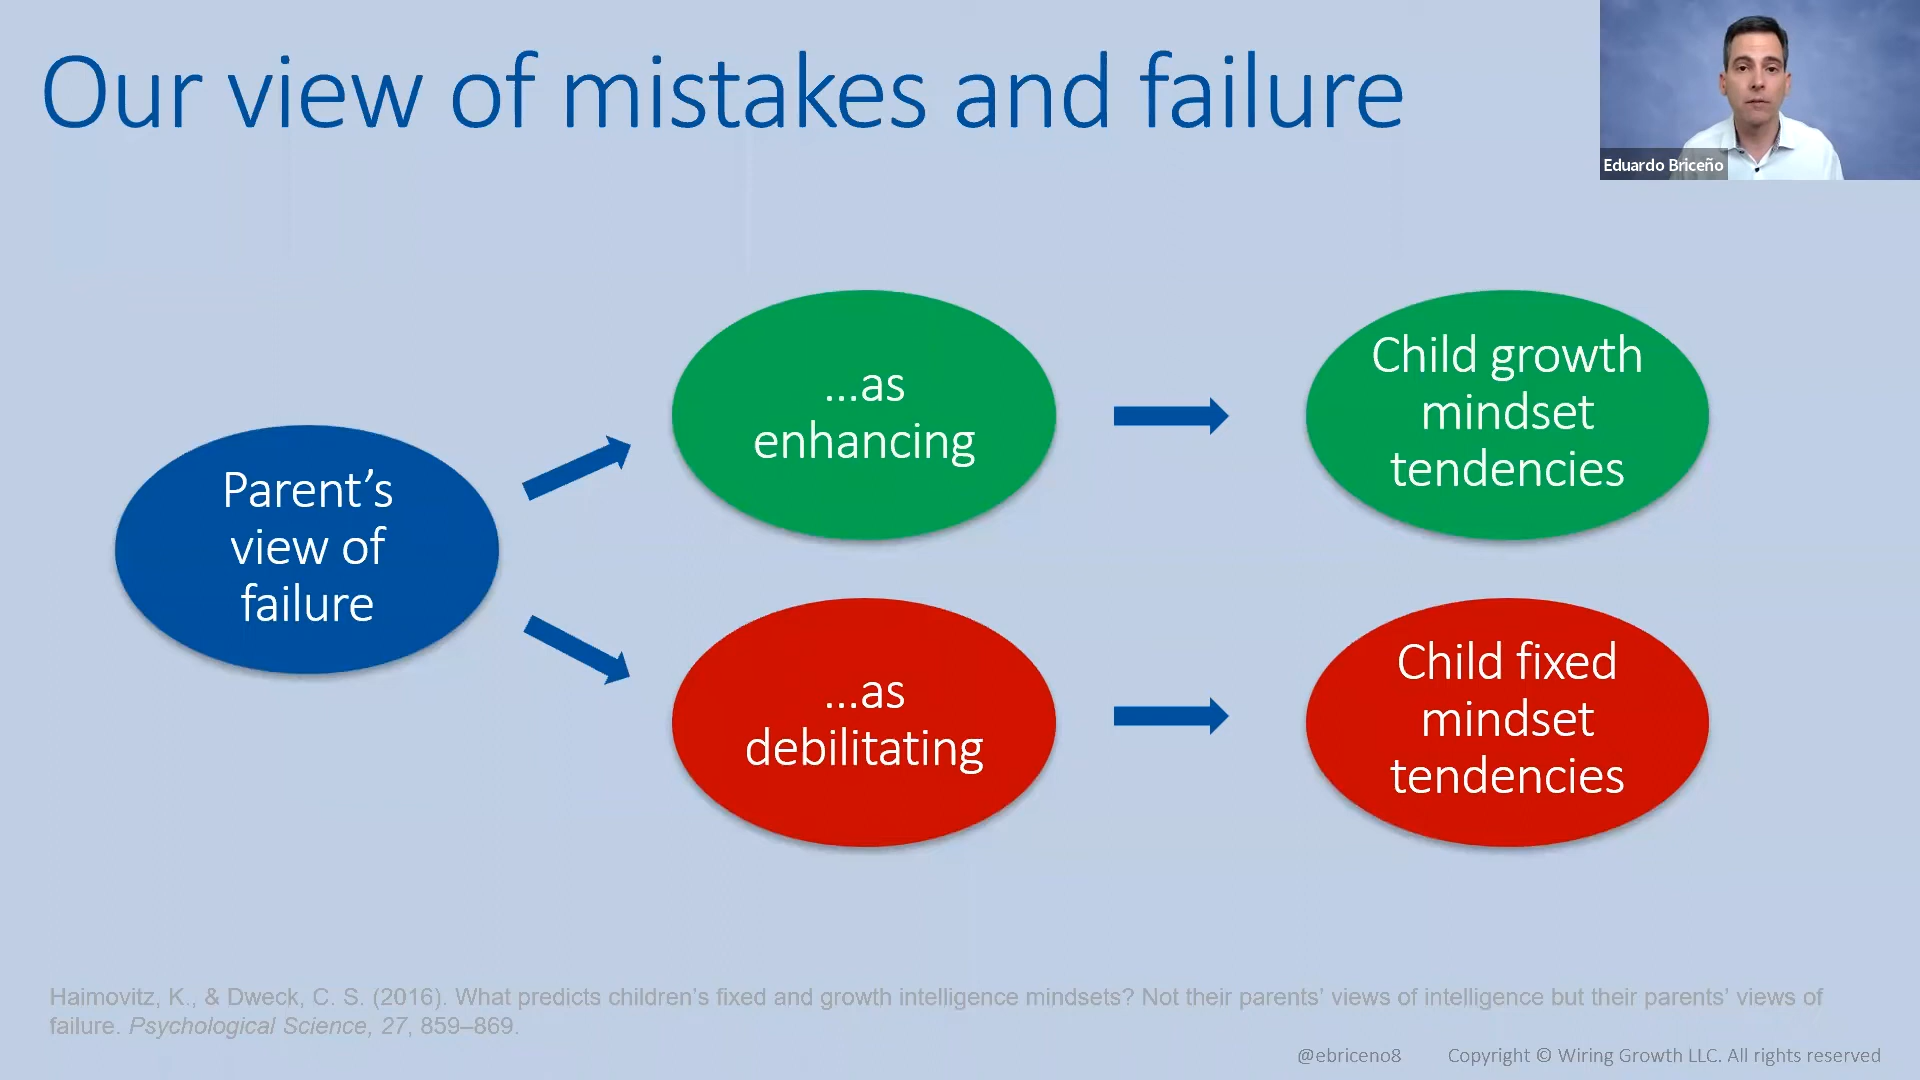 Our view of mistakes and failure
Eduardo Briceño
Parent’s
view of
failure
...as
enhancing
Child growth
mindset
tendencies
...as
debilitating
Child fixed
mindset
tendencies
Haimovitz, K., & Dweck, C. S. (2016). What predicts children’s fixed and growth intelligence mindsets? Not their parents’ views of intelligence but their parents’ views of
failure. Psychological Science, 27, 859–869.
@ebriceno8 Copyright © Wiring Growth LLC. All rights reserved